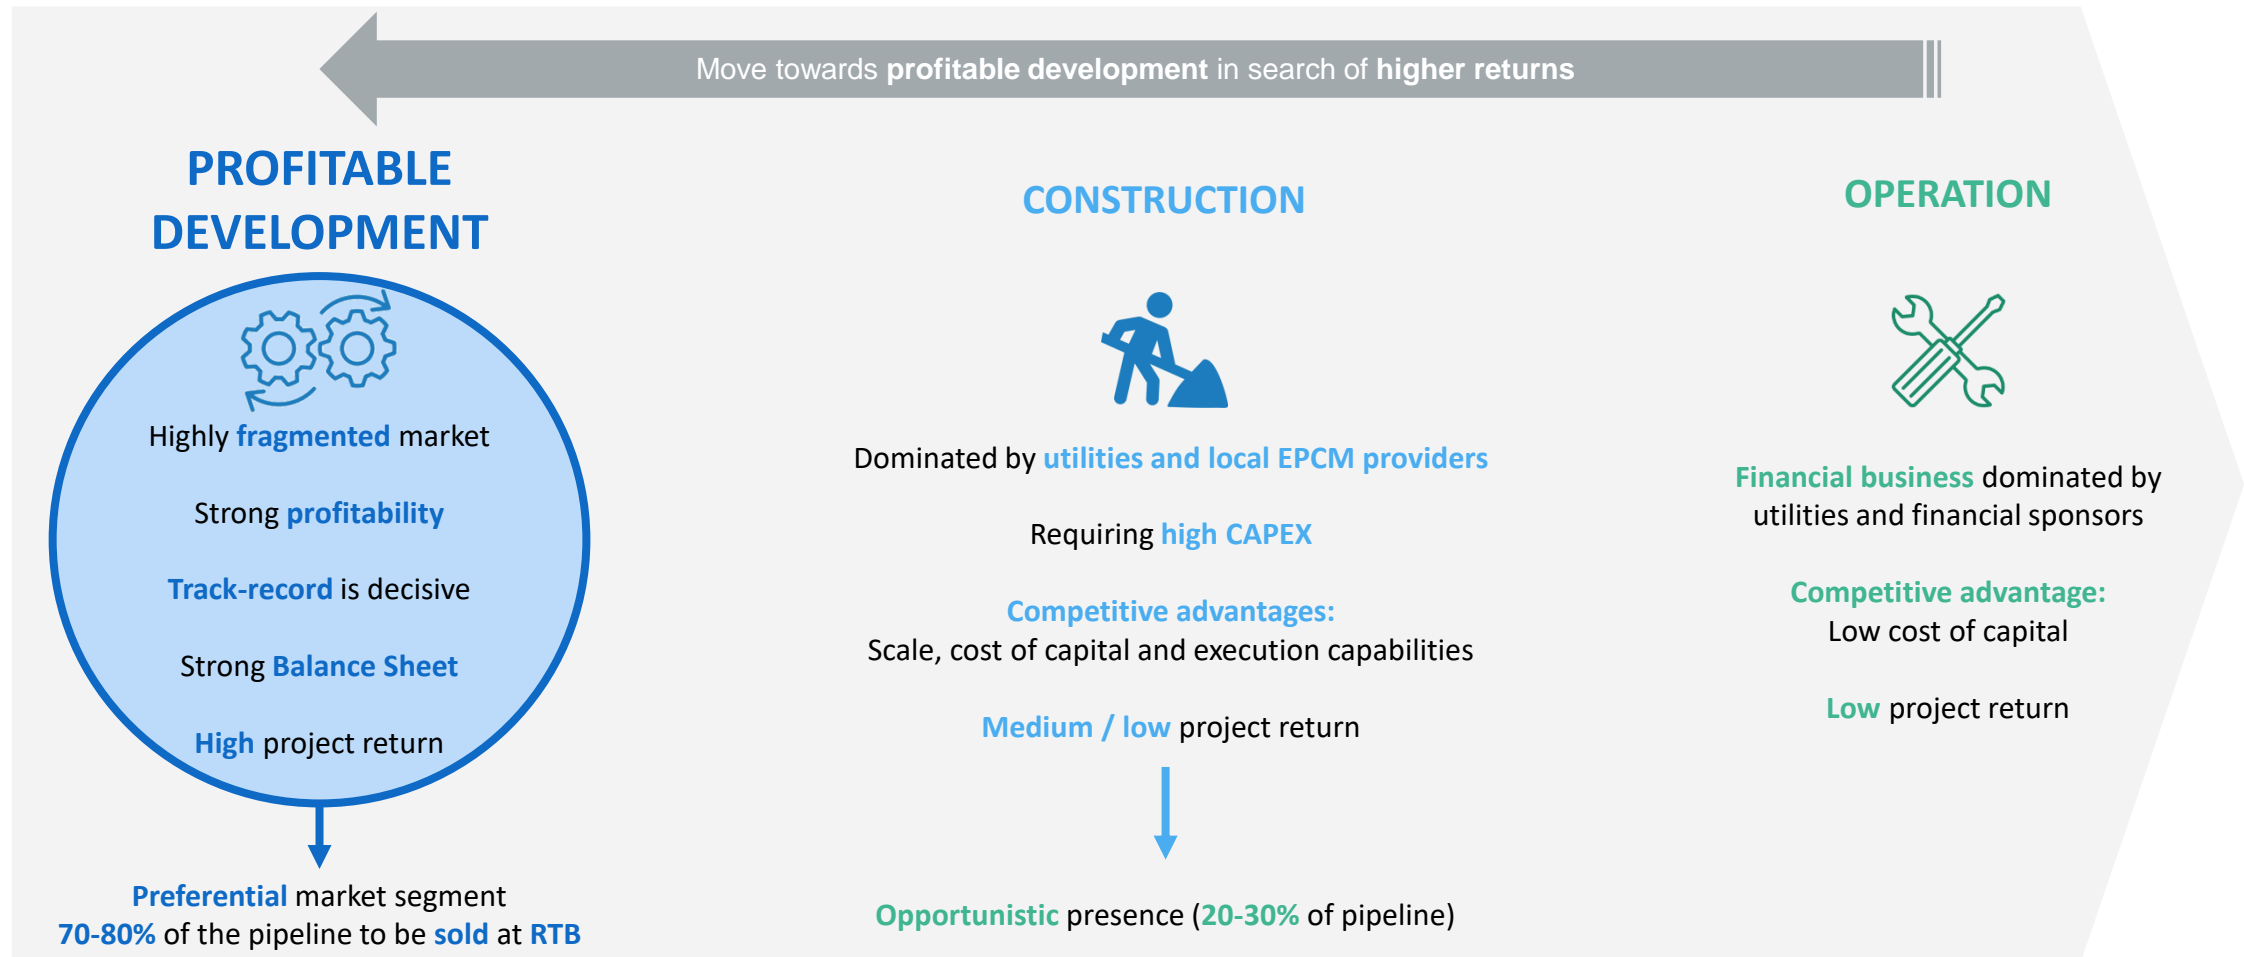 Move towards profitable development in search of higher returns
PROFITABLE
DEVELOPMENT
Highly fragmented market
Strong profitability
Track-record is decisive
Strong Balance Sheet
High project return
Preferential market segment
70-80% of the pipeline to be sold at RTB
CONSTRUCTION
Dominated by utilities and local EPCM providers
Requiring high CAPEX
Competitive advantages:
Scale, cost of capital and execution capabilities
Medium / low project return
Opportunistic presence (20-30% of pipeline)
OPERATION
Financial business dominated by
utilities and financial sponsors
Competitive advantage:
Low cost of capital
Low project return